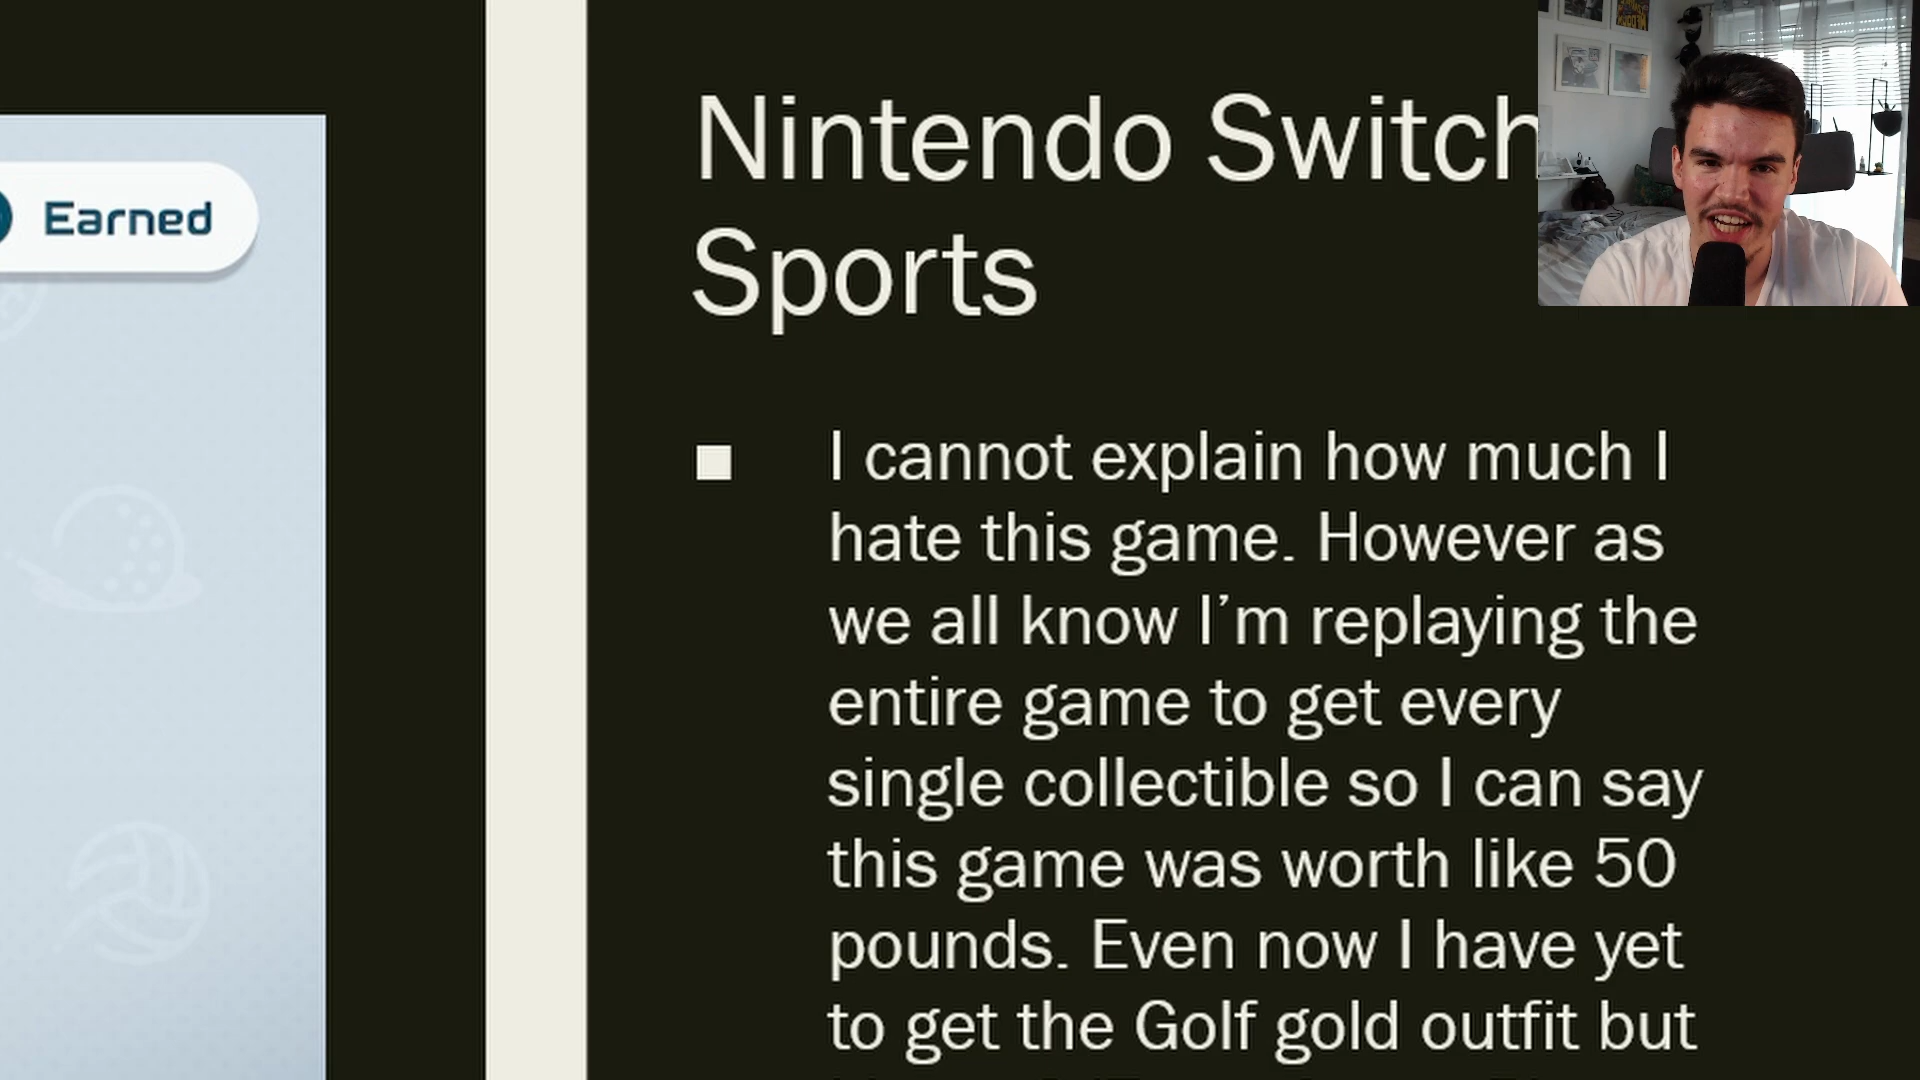 Earned
Nintendo Switch
Sports
I cannot explain how much I
hate this game. However as
we all know I’m replaying the
entire game to get every
single collectible so I can say
this game was worth like 50
pounds. Even now I have yet
to get the Golf gold outfit but